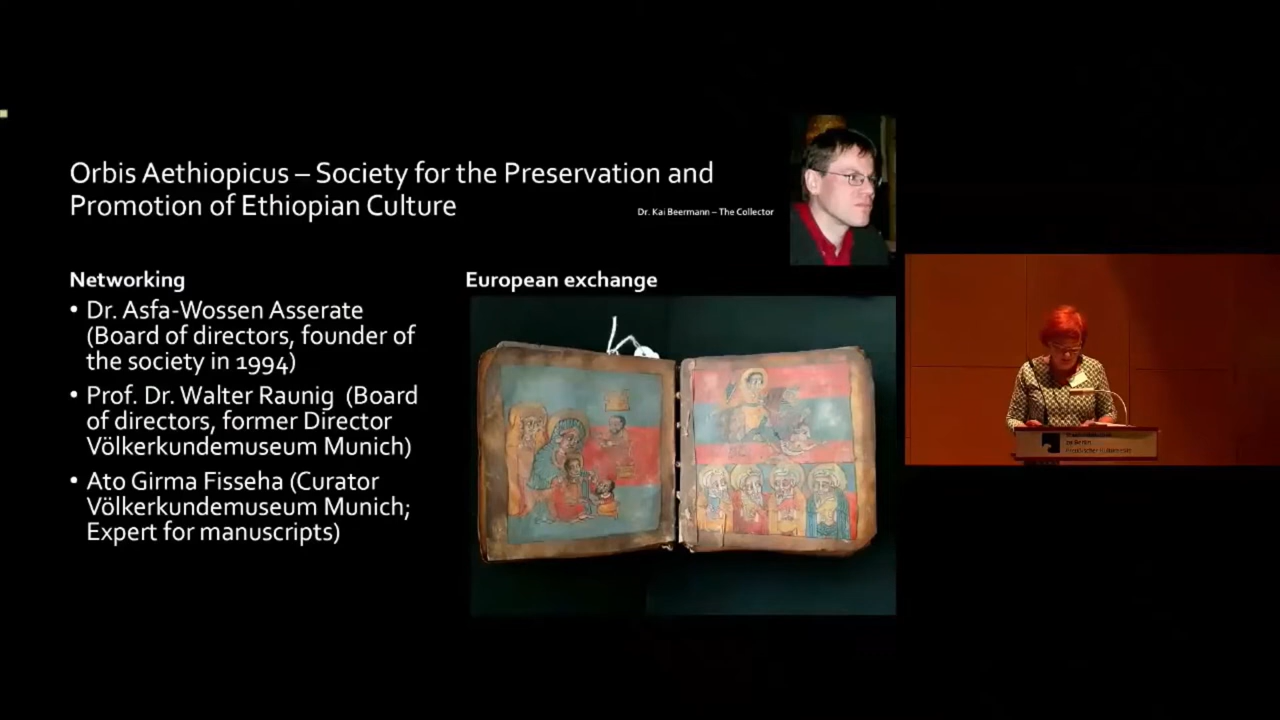 Orbis Aethiopicus – Society for the Preservation and
Promotion of Ethiopian Culture
Dr. Kai Beermann – The Collector
Networking
• Dr. Asfa-Wossen Asserate
(Board of directors, founder of
the society in 1994)
• Prof. Dr. Walter Raunig (Board
of directors, former Director
Völkerkundemuseum Munich)
• Ato Girma Fisseha (Curator
Völkerkundemuseum Munich;
Expert for manuscripts)
European exchange
zu Berlin